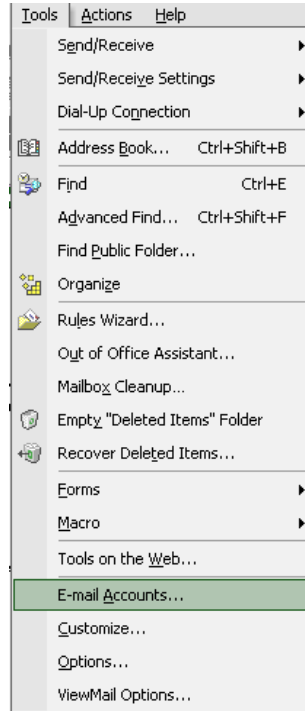 Tools Actions Help
Send/Receive
Send/Receive Settings
Dial-Up Connection
Address Book... Ctrl+Shift+B
Find Ctrl+E
Advanced Find... Ctrl+Shift+F
Find Public Folder...
Organize
Rules Wizard...
Out of Office Assistant...
Mailbox Cleanup...
Empty "Deleted Items" Folder
Recover Deleted Items...
Forms
Macro
Tools on the Web...
E-mail Accounts...
Customize...
Options...
ViewMail Options...